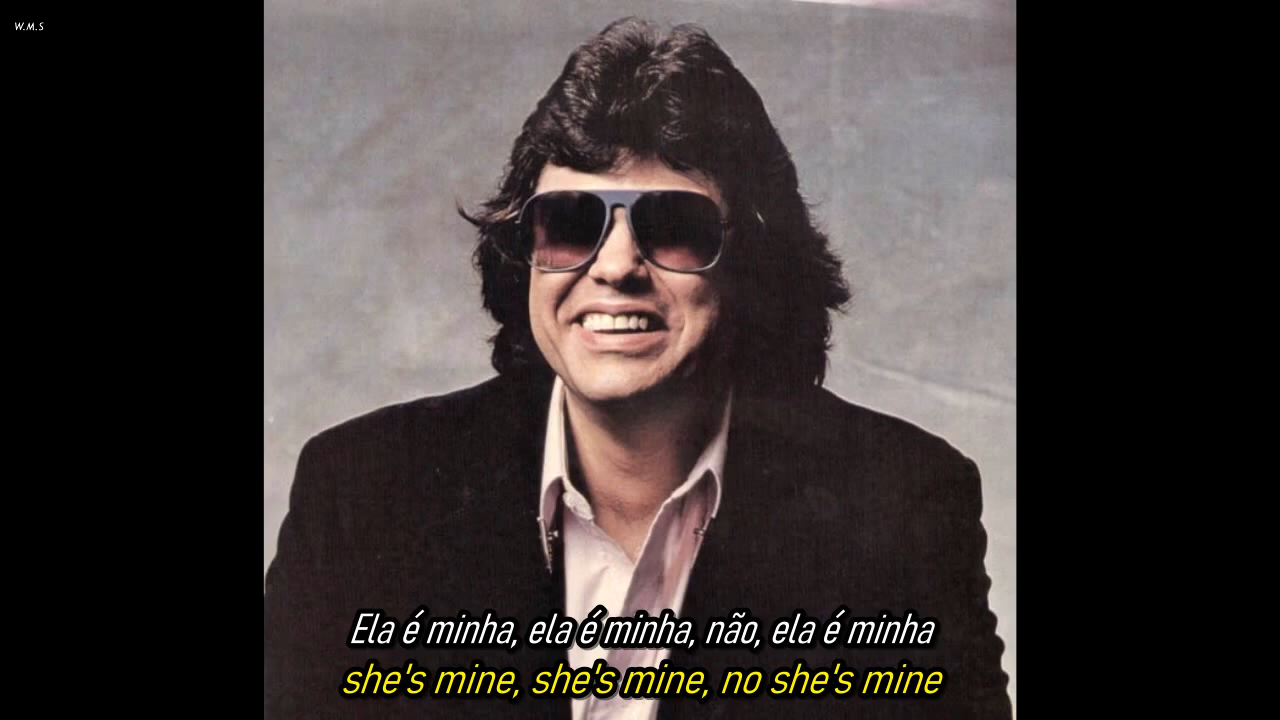 W.M.S
Ela é minha, ela é minha, não, ela é minha
she's mine, she's mine, no she's mine